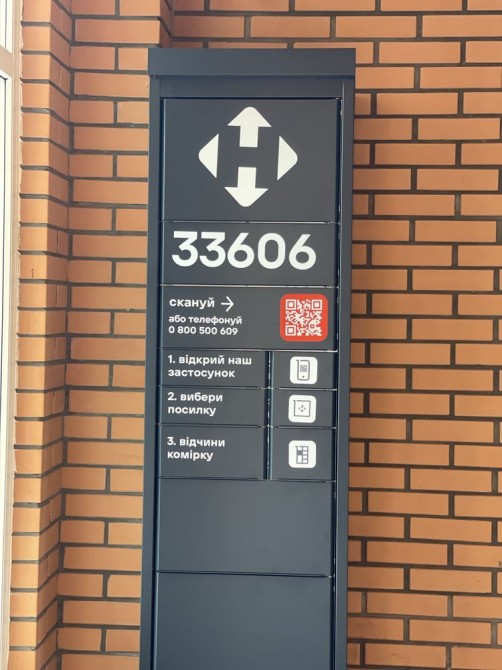 33606
скануй →
або телефонуй
0 800 500 609
1. відкрий наш
застосунок
2. вибери
посилку
3. відчини
комірку